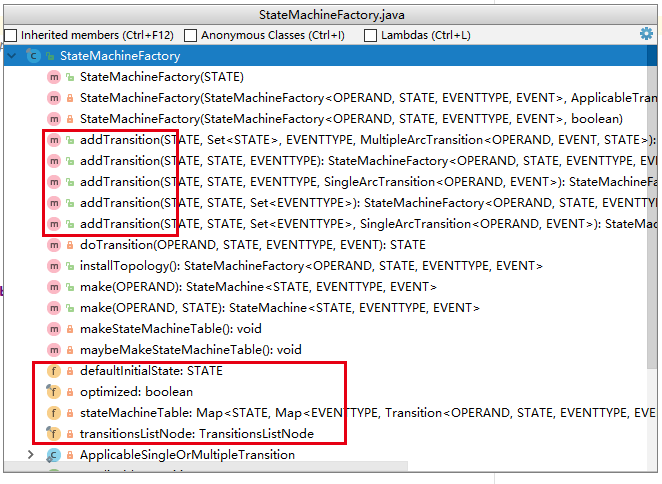 StateMachineFactory.java
Inherited members (Ctrl+F12) Anonymous Classes (Ctrl+I) Lambdas (Ctrl+L)
StateMachineFactory
StateMachineFactory(STATE)
StateMachineFactory(StateMachineFactory<OPERAND, STATE, EVENTTYPE, EVENT>, ApplicableTran
StateMachineFactory(StateMachineFactory<OPERAND, STATE, EVENTTYPE, EVENT>, boolean)
addTransition(STATE, Set<STATE>, EVENTTYPE, MultipleArcTransition<OPERAND, EVENT, STATE>):
addTransition(STATE, STATE, EVENTTYPE): StateMachineFactory<OPERAND, STATE, EVENTTYPE, EVE
addTransition(STATE, STATE, EVENTTYPE, SingleArcTransition<OPERAND, EVENT>): StateMachineFa
addTransition(STATE, STATE, Set<EVENTTYPE>): StateMachineFactory<OPERAND, STATE, EVENTTYP
addTransition(STATE, STATE, Set<EVENTTYPE>, SingleArcTransition<OPERAND, EVENT>): StateMach
doTransition(OPERAND, STATE, EVENTTYPE, EVENT): STATE
installTopology(): StateMachineFactory<OPERAND, STATE, EVENTTYPE, EVENT>
make(OPERAND): StateMachine<STATE, EVENTTYPE, EVENT>
make(OPERAND, STATE): StateMachine<STATE, EVENTTYPE, EVENT>
makeStateMachineTable(): void
maybeMakeStateMachineTable(): void
defaultInitialState: STATE
optimized: boolean
stateMachineTable: Map<STATE, Map<EVENTTYPE, Transition<OPERAND, STATE, EVENTTYPE, EVE
transitionsListNode: TransitionsListNode
ApplicableSingleOrMultipleTransition